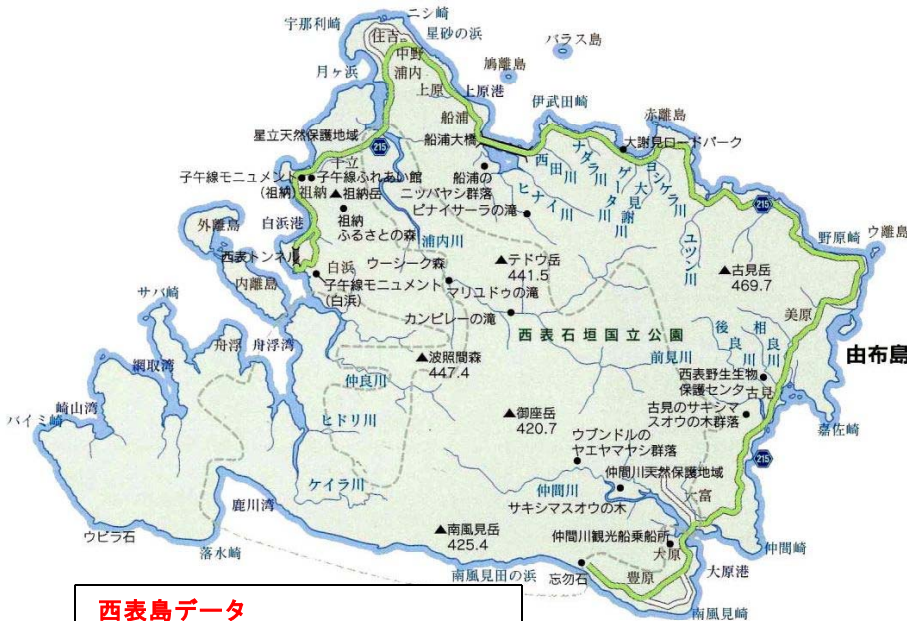 ニシ崎
宇那利崎
星砂の浜
住吉
中野
バラス島
月ヶ浜
浦内
鳩離島
上原
上原港
伊武田崎
赤離島
船浦
星立天然保護地域
船浦大橋
大謝見ロードパーク
215
干立
子午線モニュメント
(祖納)
子午線ふれあい館
祖納
祖納岳
船浦の
ニッパヤシ群落
ピナイサーラの滝
ヒナイ川
西田川
ナダラ川
ゲータ川
大見謝川
ヨシケラ川
ユツン川
215
外離島
白浜港
祖納
ふるさとの森
浦内川
野原崎
ウ離島
西表トンネル
内離島
白浜
子午線モニュメント
(白浜)
ウーシーク森
テドウ岳
441.5
古見岳
469.7
マリユドゥの滝
カンビレーの滝
サバ崎
舟浮
舟浮湾
網取湾
西表石垣国立公園
美原
相良川
後良川
前見川
由布島
波照間森
447.4
仲良川
西表野生生物
保護センタ
古見
崎山湾
パイミ崎
ヒドリ川
御座岳
420.7
古見のサキシマ
スオウの木群落
嘉佐崎
ウブンドルの
ヤエヤマヤシ群落
215
仲間川天然保護地域
ケイラ川
仲間川
大富
サキシマスオウの木
鹿川湾
ウビラ石
落水崎
南風見岳
425.4
仲間川観光船乗船所
大原
仲間崎
大原港
南風見田の浜
忘勿石
豊原
南風見崎
西表島データ